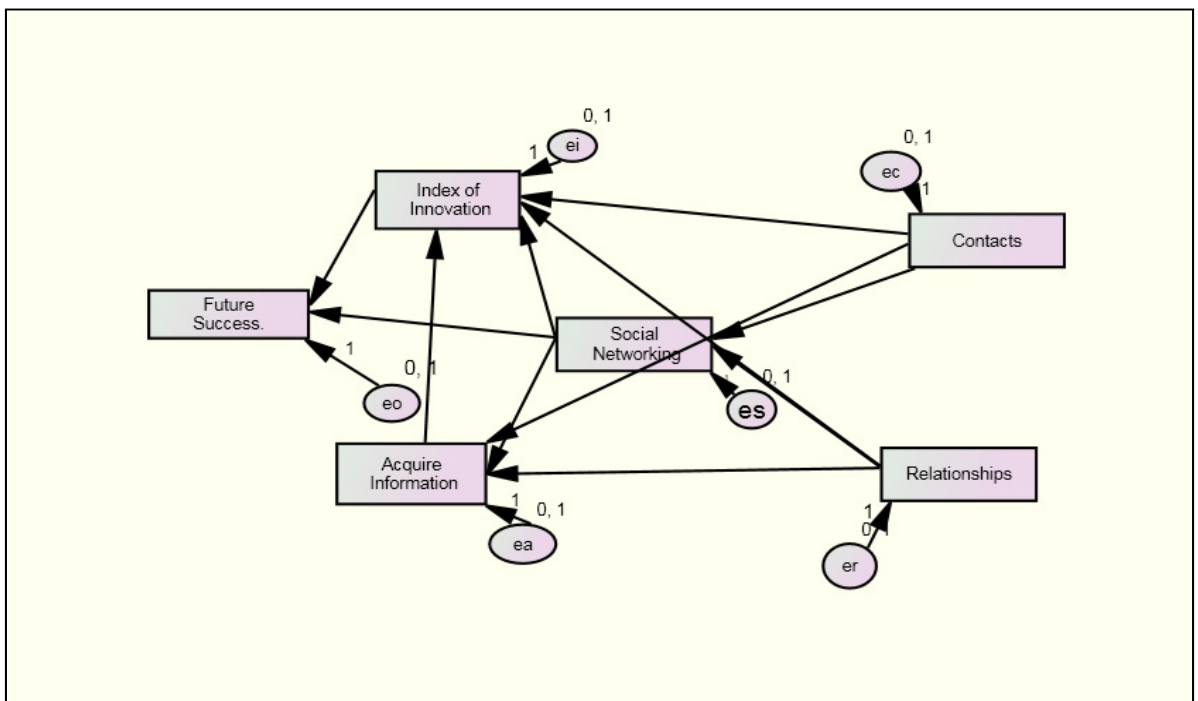 0, 1
ei
1
0, 1
ec
1
Index of
Innovation
Contacts
Future
Success.
1
0, 1
eo
Social
Networking
0, 1
es
Acquire
Information
1
0, 1
ea
Relationships
1
0, 1
er